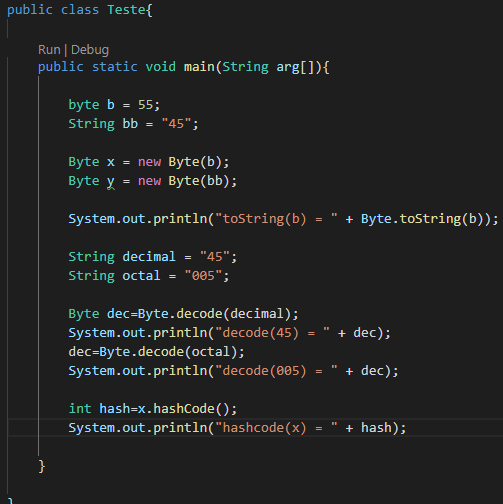 public class Teste{
Run | Debug
public static void main(String arg[]){
byte b = 55;
String bb = "45";
Byte x = new Byte(b);
Byte y = new Byte(bb);
System.out.println("toString(b) = " + Byte.toString(b));
String decimal = "45";
String octal = "005";
Byte dec=Byte.decode(decimal);
System.out.println("decode(45) = " + dec);
dec=Byte.decode(octal);
System.out.println("decode(005) = " + dec);
int hash=x.hashCode();
System.out.println("hashcode(x) = " + hash);
}
}